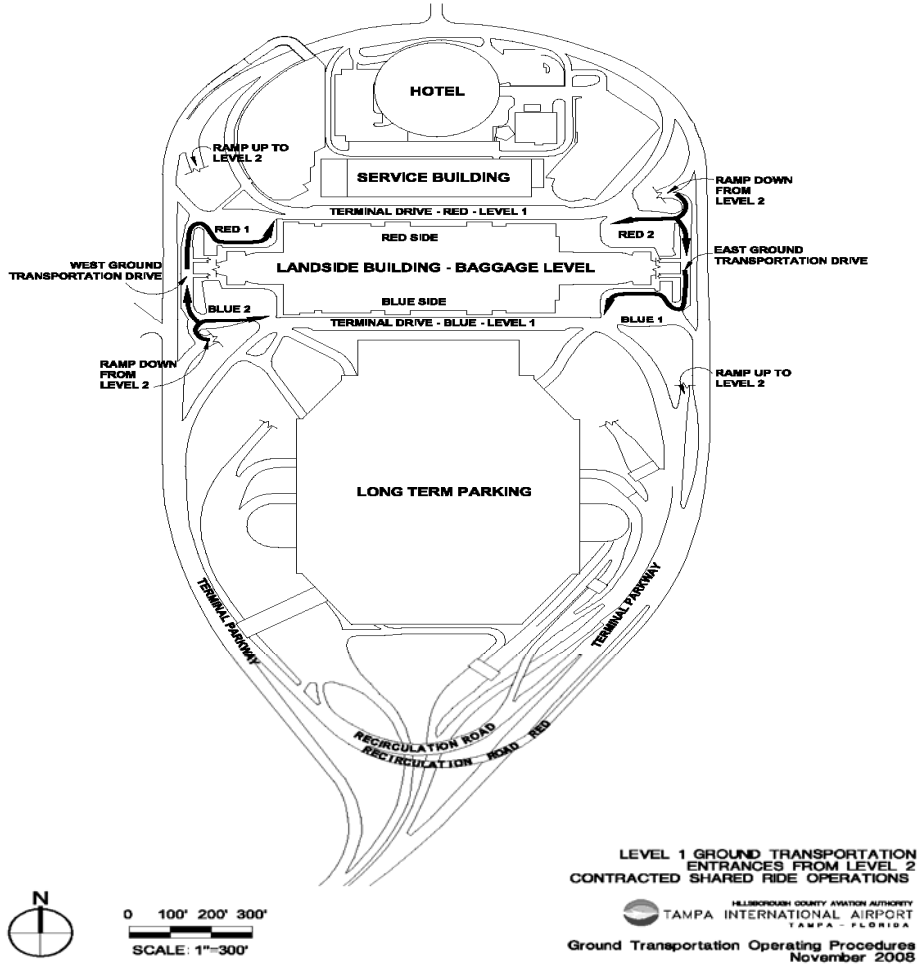 HOTEL
RAMP UP TO
LEVEL 2
SERVICE BUILDING
RAMP DOWN
FROM
LEVEL 2
TERMINAL DRIVE - RED - LEVEL 1
RED 1
RED SIDE
RED 2
WEST GROUND
TRANSPORTATION DRIVE
LANDSIDE BUILDING - BAGGAGE LEVEL
EAST GROUND
TRANSPORTATION DRIVE
BLUE 2
BLUE SIDE
TERMINAL DRIVE - BLUE - LEVEL 1
BLUE 1
RAMP DOWN
FROM
LEVEL 2
RAMP UP TO
LEVEL 2
LONG TERM PARKING
TERMINAL PARKWAY
TERMINAL PARKWAY
RECIRCULATION ROAD
RECIRCULATION ROAD RED
LEVEL 1 GROUND TRANSPORTATION
ENTRANCES FROM LEVEL 2
CONTRACTED SHARED RIDE OPERATIONS
N
0 100' 200' 300'
SCALE: 1"=300'
HILLSBOROUGH COUNTY AVIATION AUTHORITY
TAMPA INTERNATIONAL AIRPORT
TAMPA - FLORIDA
Ground Transportation Operating Procedures
November 2008